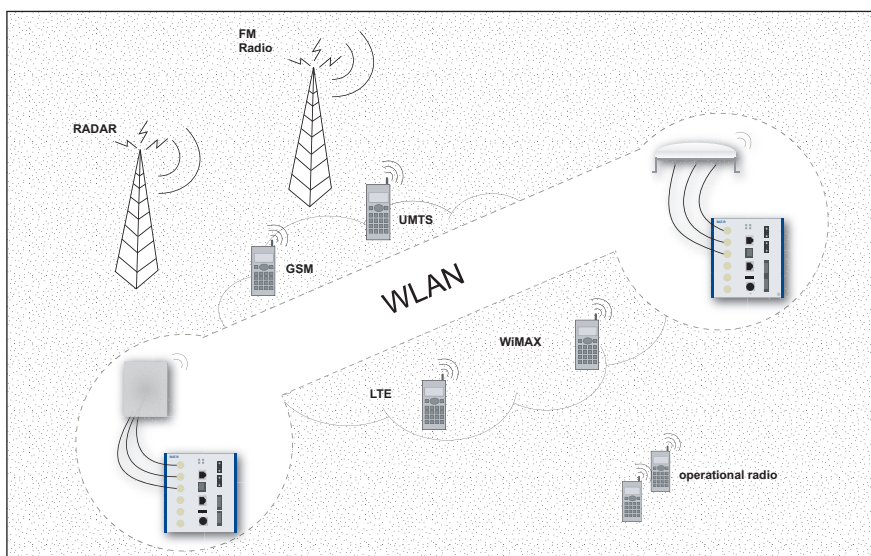 FM
Radio
RADAR
UMTS
GSM
WLAN
WiMAX
LTE
operational radio